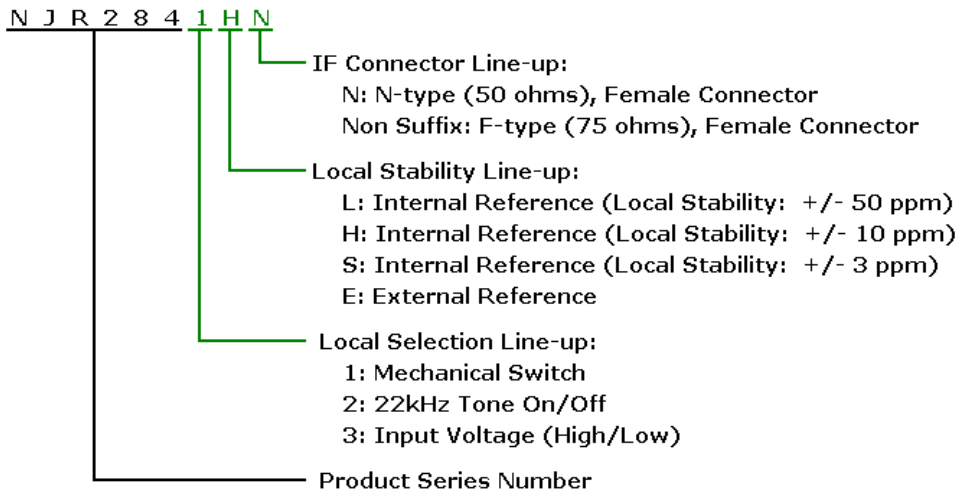 N J R 2 8 4 1 H N
IF Connector Line-up:
N: N-type (50 ohms), Female Connector
Non Suffix: F-type (75 ohms), Female Connector
Local Stability Line-up:
L: Internal Reference (Local Stability: +/- 50 ppm)
H: Internal Reference (Local Stability: +/- 10 ppm)
S: Internal Reference (Local Stability: +/- 3 ppm)
E: External Reference
Local Selection Line-up:
1: Mechanical Switch
2: 22kHz Tone On/Off
3: Input Voltage (High/Low)
Product Series Number